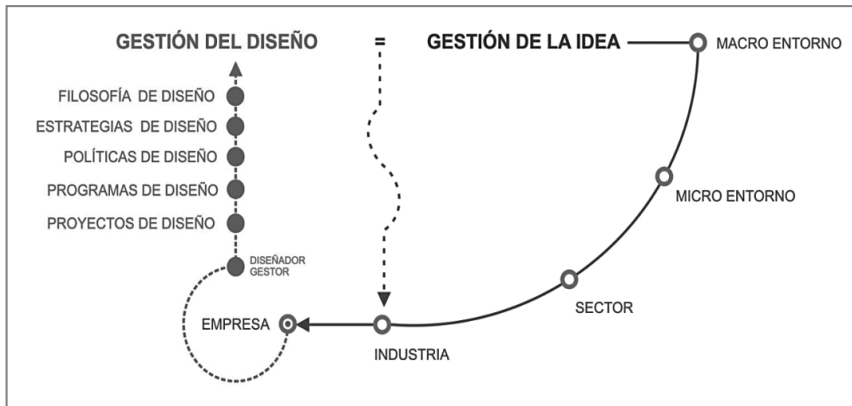 GESTIÓN DEL DISEÑO = GESTIÓN DE LA IDEA
MACRO ENTORNO
FILOSOFÍA DE DISEÑO
ESTRATEGIAS DE DISEÑO
POLÍTICAS DE DISEÑO
PROGRAMAS DE DISEÑO
MICRO ENTORNO
PROYECTOS DE DISEÑO
DISEÑADOR
GESTOR
SECTOR
EMPRESA
INDUSTRIA